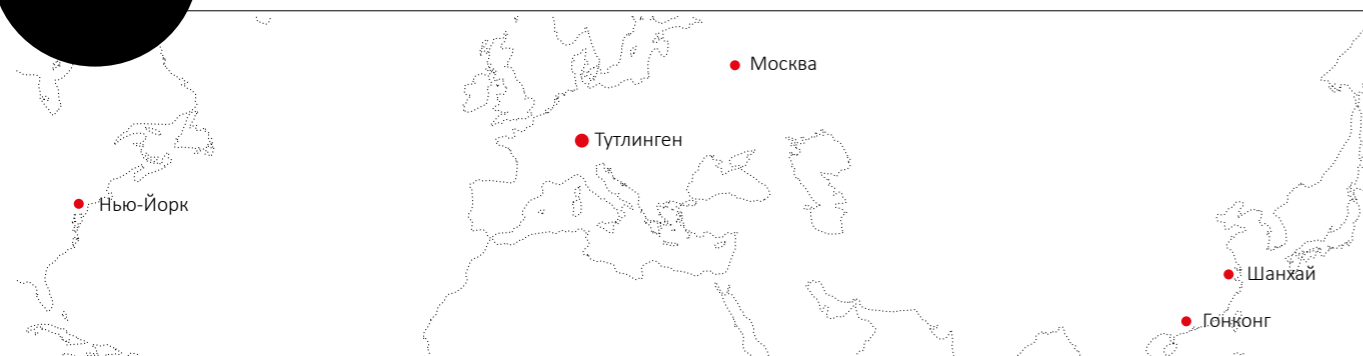 Москва
Тутлинген
Нью-Йорк
Шанхай
Гонконг